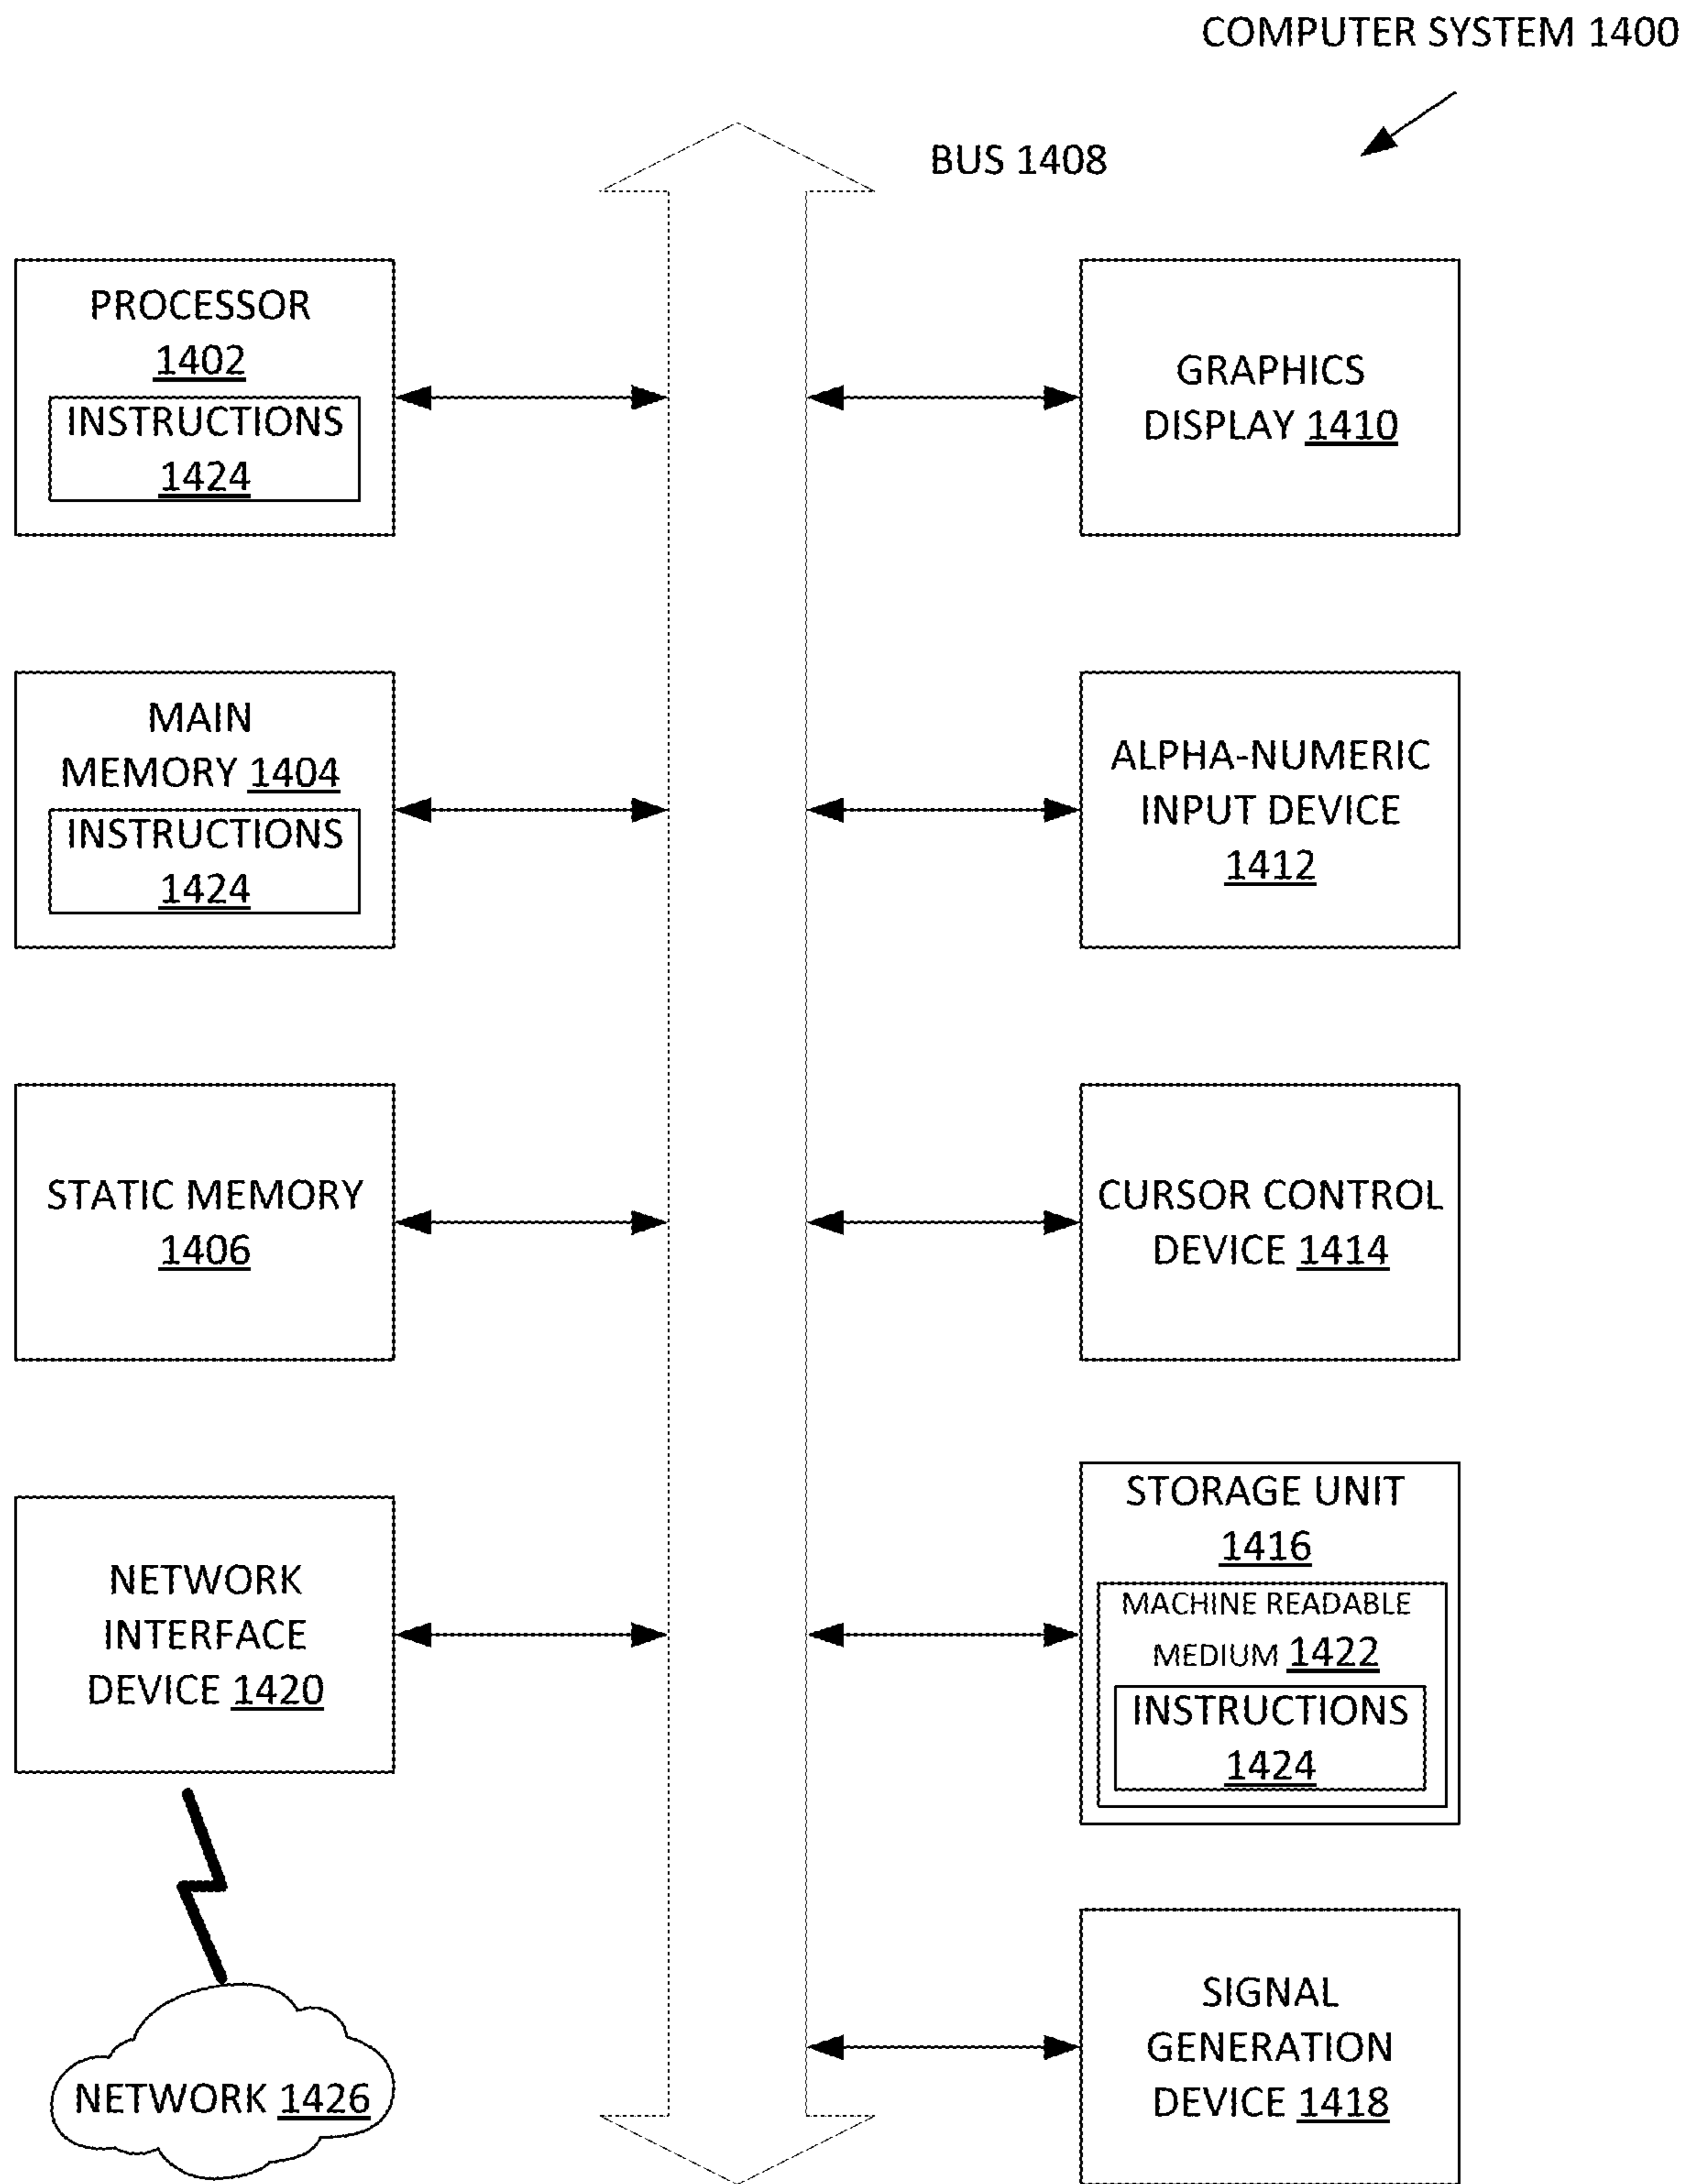 COMPUTER SYSTEM 1400
BUS 1408
PROCESSOR
1402
INSTRUCTIONS
1424
GRAPHICS
DISPLAY 1410
MAIN
MEMORY 1404
INSTRUCTIONS
1424
ALPHA-NUMERIC
INPUT DEVICE
1412
STATIC MEMORY
1406
CURSOR CONTROL
DEVICE 1414
NETWORK
INTERFACE
DEVICE 1420
STORAGE UNIT
1416
MACHINE READABLE
MEDIUM 1422
INSTRUCTIONS
1424
NETWORK 1426
SIGNAL
GENERATION
DEVICE 1418